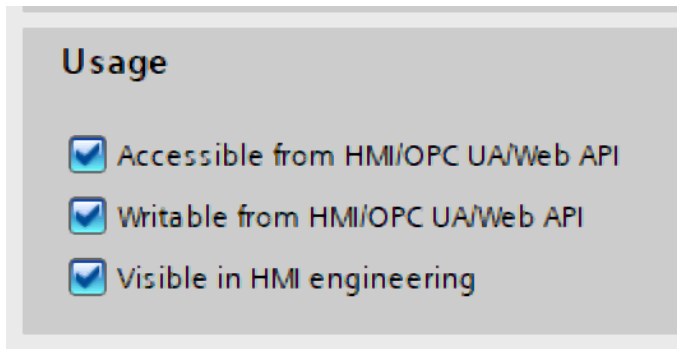 Usage
Accessible from HMI/OPC UA/Web API
Writable from HMI/OPC UA/Web API
Visible in HMI engineering